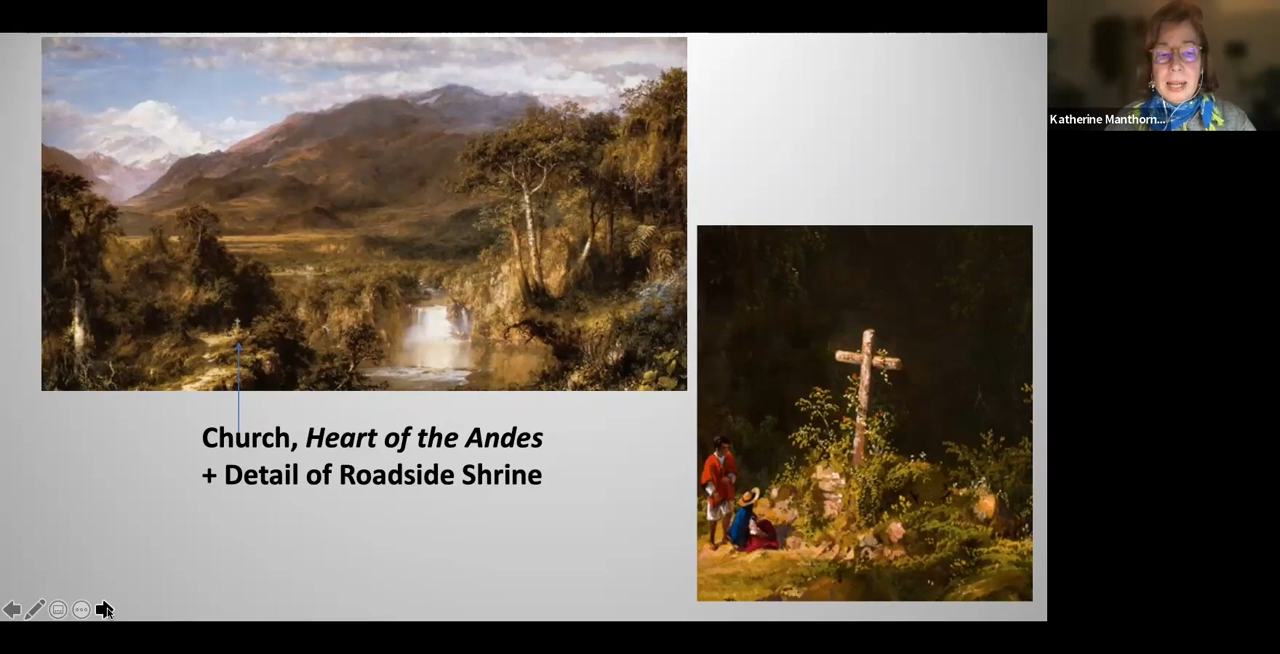 Katherine Manthorn...
Church, Heart of the Andes
+ Detail of Roadside Shrine